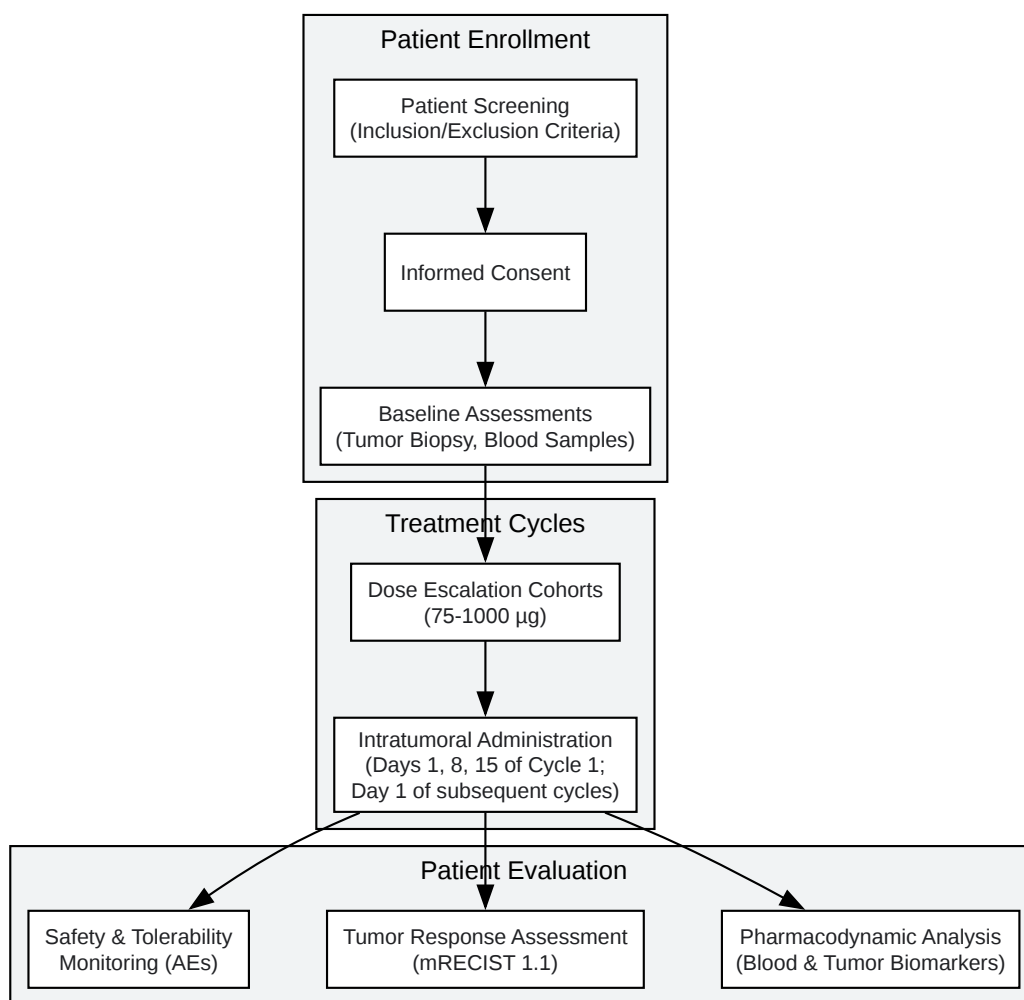 Patient Enrollment
Patient Screening
(Inclusion/Exclusion Criteria)
Informed Consent
Baseline Assessments
(Tumor Biopsy, Blood Samples)
Treatment Cycles
Dose Escalation Cohorts
(75-1000 µg)
Intratumoral Administration
(Days 1, 8, 15 of Cycle 1;
Day 1 of subsequent cycles)
Patient Evaluation
Safety & Tolerability
Monitoring (AEs)
Tumor Response Assessment
(mRECIST 1.1)
Pharmacodynamic Analysis
(Blood & Tumor Biomarkers)